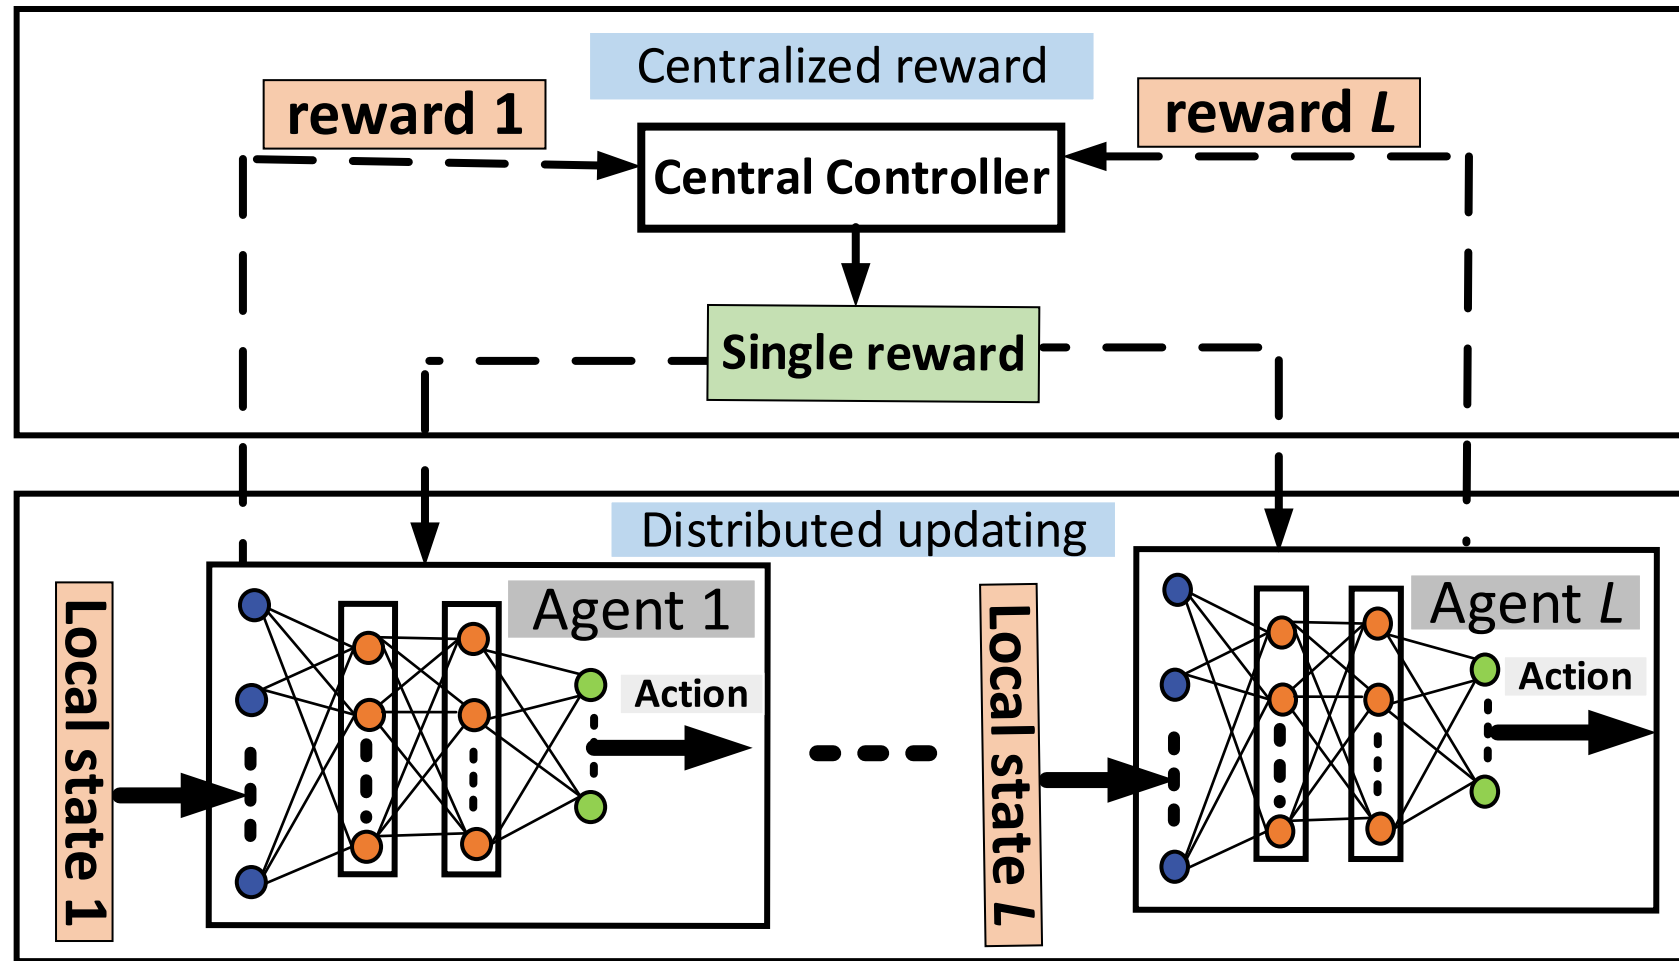 Centralized reward
reward 1
reward L
Central Controller
Single reward
Distributed updating
Local state 1
Agent 1
Action
Local state L
Agent L
Action